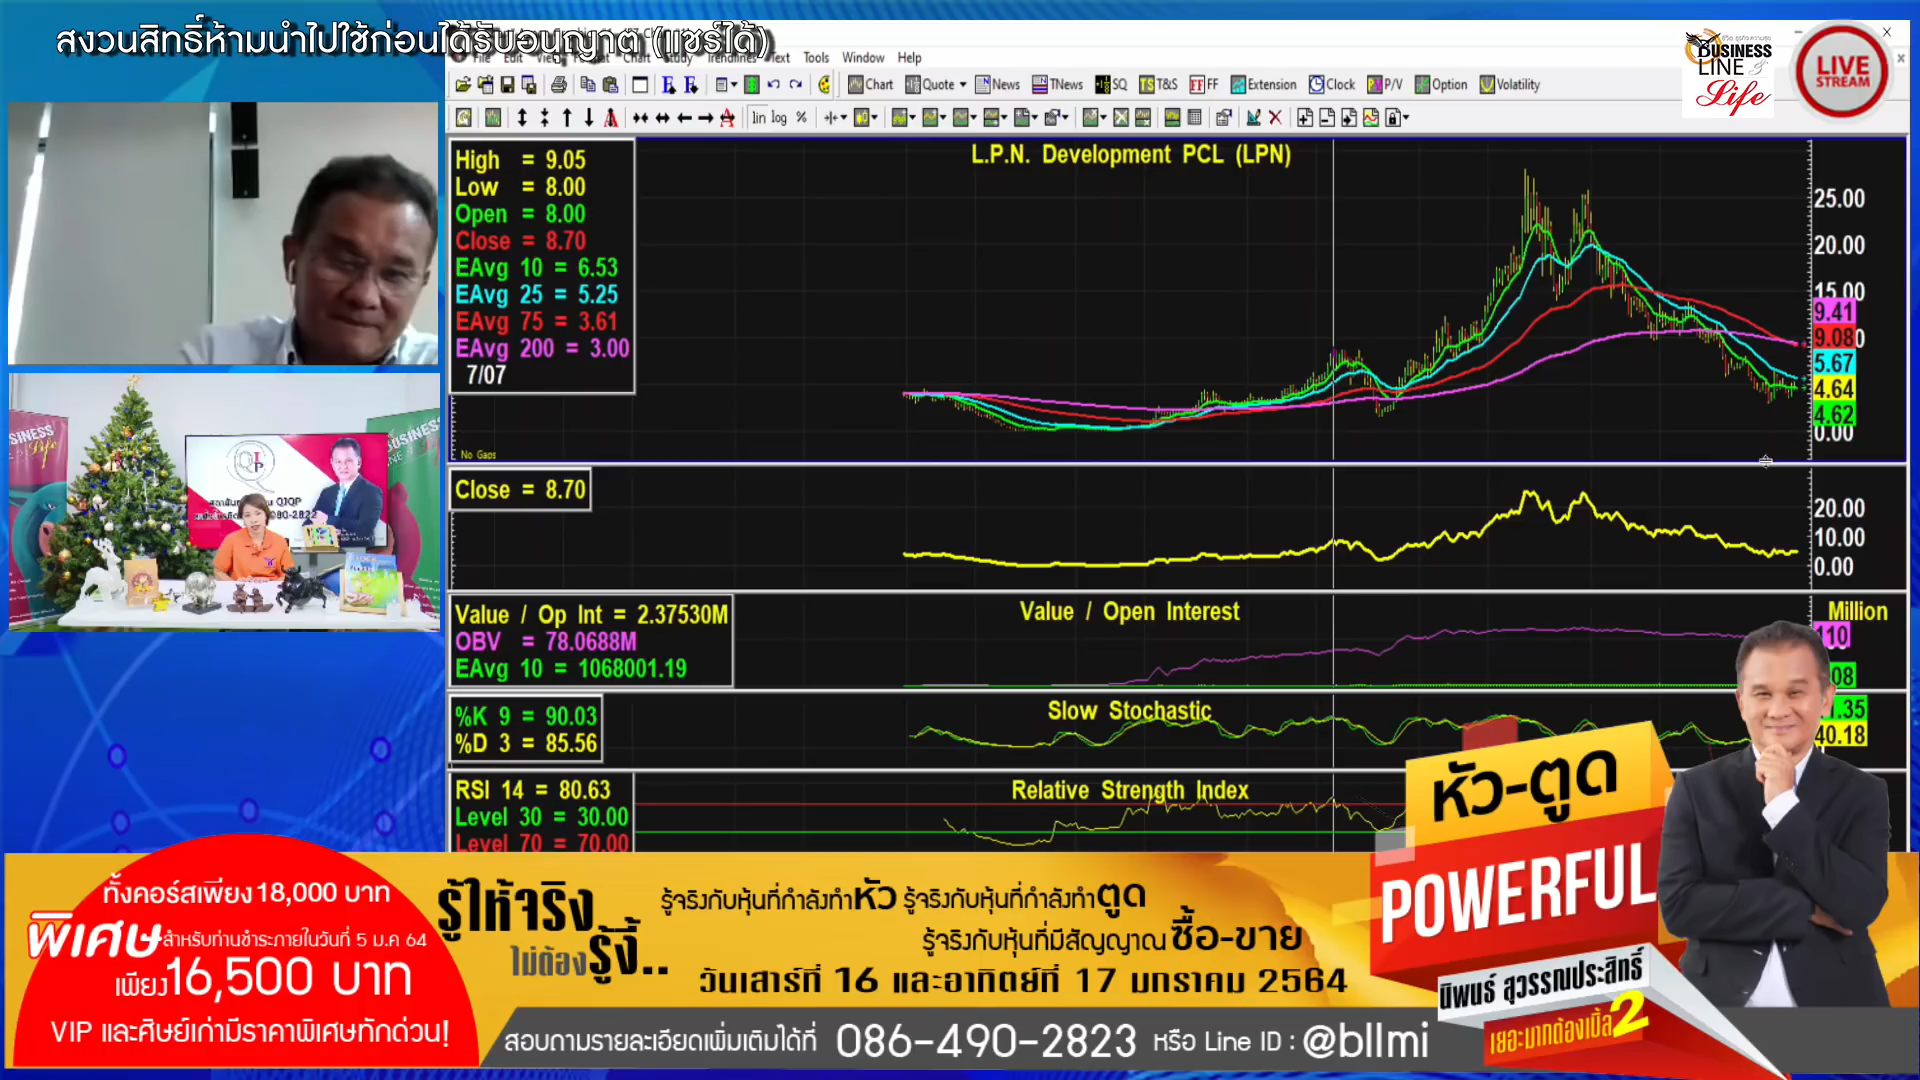 สงวนสิทธิ์ห้ามนำไปใช้ก่อนได้รับอนุญาต (แชร์ได้)
Tools Window Help
Chart Quote News TNews SQ T&S FF Extension Clock P/V Option Volatility
lin log %
BUSINESS
LINE &
Life
LIVE
STREAM
L.P.N. Development PCL (LPN)
High = 9.05
Low = 8.00
Open = 8.00
Close = 8.70
EAvg 10 = 6.53
EAvg 25 = 5.25
EAvg 75 = 3.61
EAvg 200 = 3.00
7/07
No Gaps
25.00
20.00
15.00
9.41
9.08
5.67
4.64
4.62
0.00
Close = 8.70
20.00
10.00
0.00
Value / Op Int = 2.37530M
OBV = 78.0688M
EAvg 10 = 1068001.19
Value / Open Interest
Million
110
%K 9 = 90.03
%D 3 = 85.56
Slow Stochastic
40.18
RSI 14 = 80.63
Level 30 = 30.00
Level 70 = 70.00
Relative Strength Index
หัว-ตูด
POWERFUL
นิพนธ์ สุวรรณประสิทธิ์
เยอะมากต้องเบิ้ล2
ทั้งคอร์สเพียง 18,000 บาท
พิเศษ สำหรับท่านชำระภายในวันที่ 5 ม.ค 64
เพียง 16,500 บาท
VIP และศิษย์เก่ามีราคาพิเศษทักด่วน!
รู้ให้จริง
ไม่ต้องรู้งี้..
รู้จริงกับหุ้นที่กำลังทำหัว รู้จริงกับหุ้นที่กำลังทำตูด
รู้จริงกับหุ้นที่มีสัญญาณ ซื้อ-ขาย
วันเสาร์ที่ 16 และอาทิตย์ที่ 17 มกราคม 2564
สอบถามรายละเอียดเพิ่มเติมได้ที่ 086-490-2823 หรือ Line ID : @bllmi